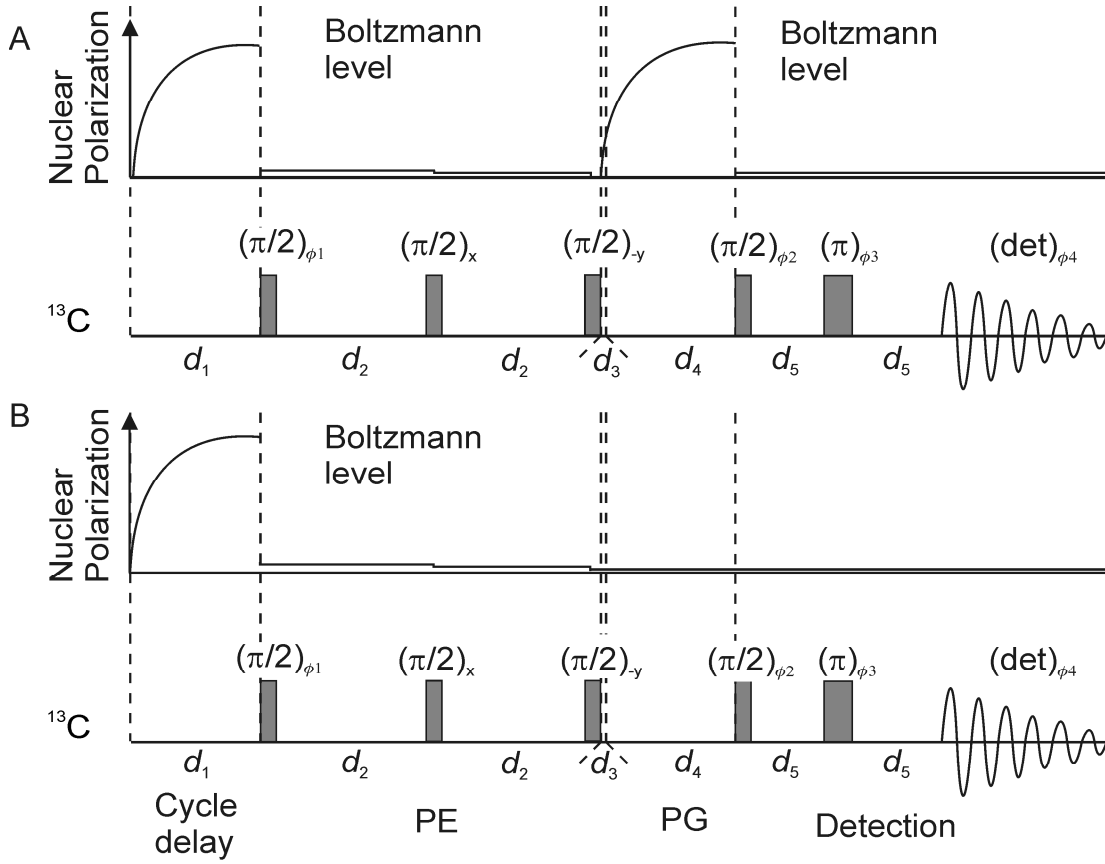 A
Nuclear
Polarization
Boltzmann
level
Boltzmann
level
(π/2)ϕ1 (π/2)x (π/2)-y (π/2)ϕ2 (π)ϕ3 (det)ϕ4
13C
d1 d2 d2 d3 d4 d5 d5
B
Nuclear
Polarization
Boltzmann
level
(π/2)ϕ1 (π/2)x (π/2)-y (π/2)ϕ2 (π)ϕ3 (det)ϕ4
13C
d1 d2 d2 d3 d4 d5 d5
Cycle
delay
PE
PG
Detection